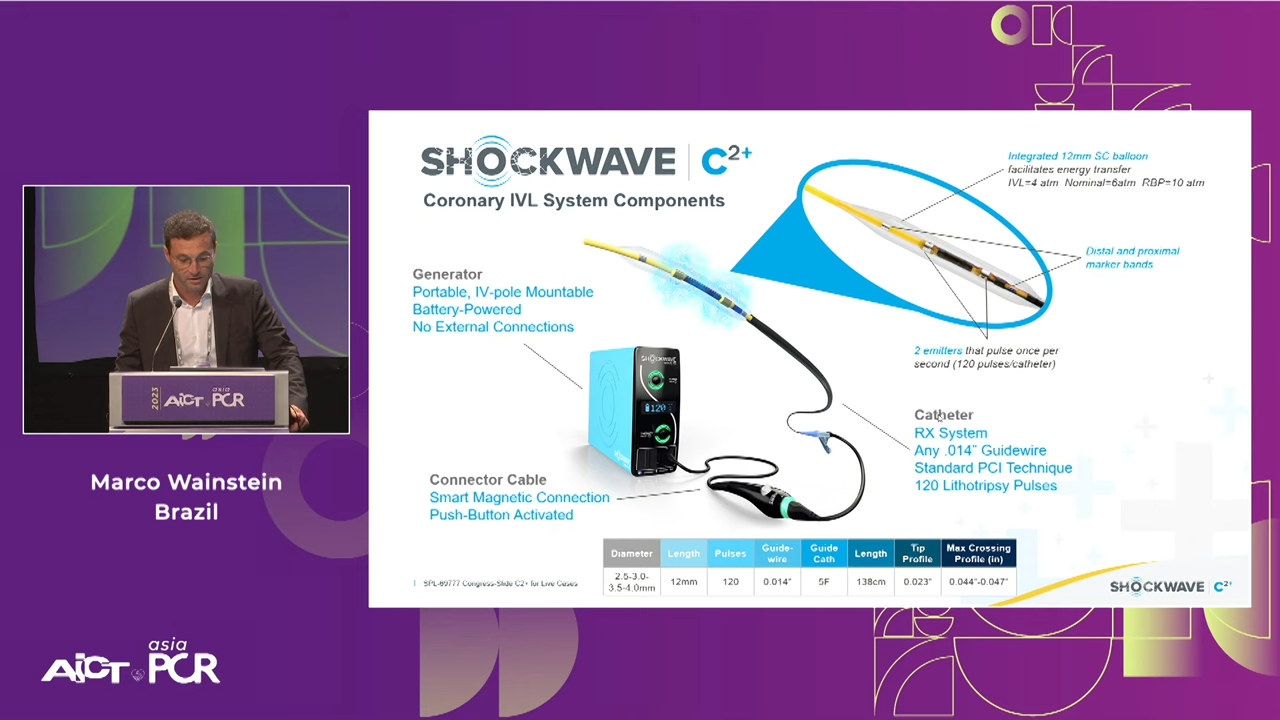 SHOCKWAVE C2+
Coronary IVL System Components
Integrated 12mm SC balloon
facilitates energy transfer
IVL=4 atm Nominal=6atm RBP=10 atm
Distal and proximal
marker bands
Generator
Portable, IV-pole Mountable
Battery-Powered
No External Connections
2 emitters that pulse once per
second (120 pulses/catheter)
SHOCKWAVE
120
Catheter
RX System
Any .014” Guidewire
Standard PCI Technique
120 Lithotripsy Pulses
Connector Cable
Smart Magnetic Connection
Push-Button Activated
Diameter Length Pulses Guide-wire Guide Cath Length Tip Profile Max Crossing Profile (in)
2.5-3.0-3.5-4.0mm 12mm 120 0.014” 5F 138cm 0.023” 0.044”-0.047”
SPL-69777 Congress-Slide C2+ for Live Cases
SHOCKWAVE C2+
2023 AICT asia PCR
Marco Wainstein
Brazil
AICT asia PCR